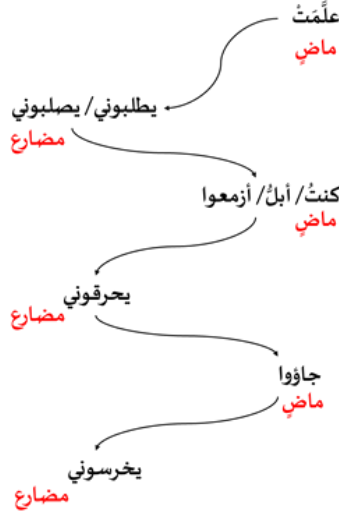 علَّمَتْ
ماضٍ
يطلبوني/ يصلبوني
مضارع
كنتُ/ أبلُّ/ أزمعوا
ماضٍ
يحرقوني
مضارع
جاؤوا
ماضٍ
يخرسوني
مضارع